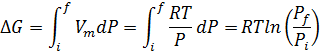 ΔG = ∫_i^f V_m dP = ∫_i^f RT/P dP = RTln(P_f/P_i)